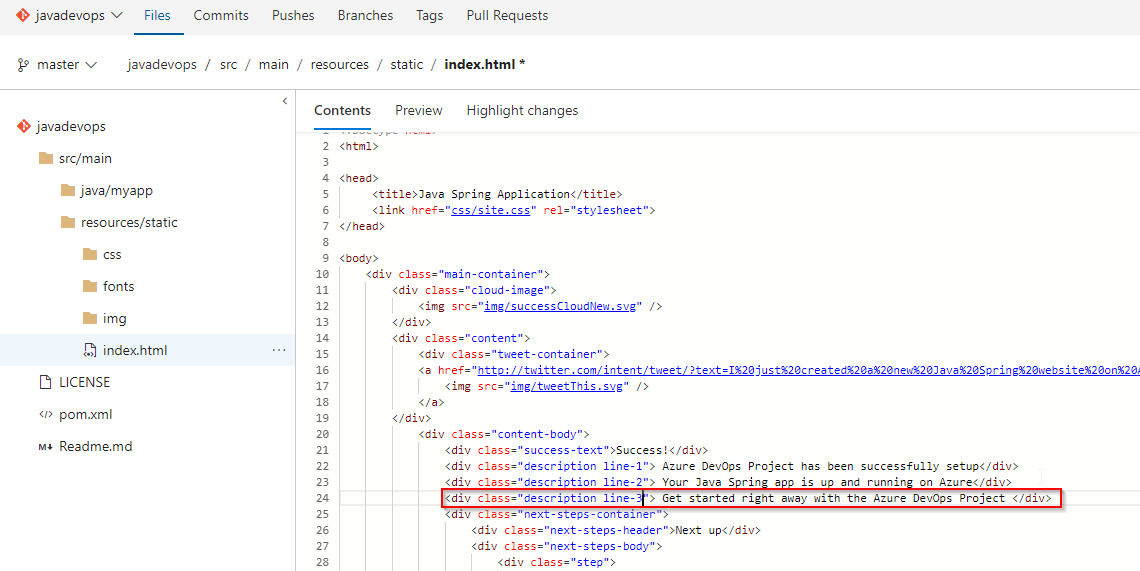 javadevops Files Commits Pushes Branches Tags Pull Requests
master javadevops / src / main / resources / static / index.html *
javadevops
src/main
java/myapp
resources/static
css
fonts
img
index.html ...
LICENSE
</> pom.xml
M↓ Readme.md
Contents Preview Highlight changes
2 <html>
3
4 <head>
5 <title>Java Spring Application</title>
6 <link href="css/site.css" rel="stylesheet">
7 </head>
8
9 <body>
10 <div class="main-container">
11 <div class="cloud-image">
12 <img src="img/successCloudNew.svg" />
13 </div>
14 <div class="content">
15 <div class="tweet-container">
16 <a href="http://twitter.com/intent/tweet/?text=I%20just%20created%20a%20new%20Java%20Spring%20website%20on%20A
17 <img src="img/tweetThis.svg" />
18 </a>
19 </div>
20 <div class="content-body">
21 <div class="success-text">Success!</div>
22 <div class="description line-1"> Azure DevOps Project has been successfully setup</div>
23 <div class="description line-2"> Your Java Spring app is up and running on Azure</div>
24 <div class="description line-3"> Get started right away with the Azure DevOps Project </div>
25 <div class="next-steps-container">
26 <div class="next-steps-header">Next up</div>
27 <div class="next-steps-body">
28 <div class="step">